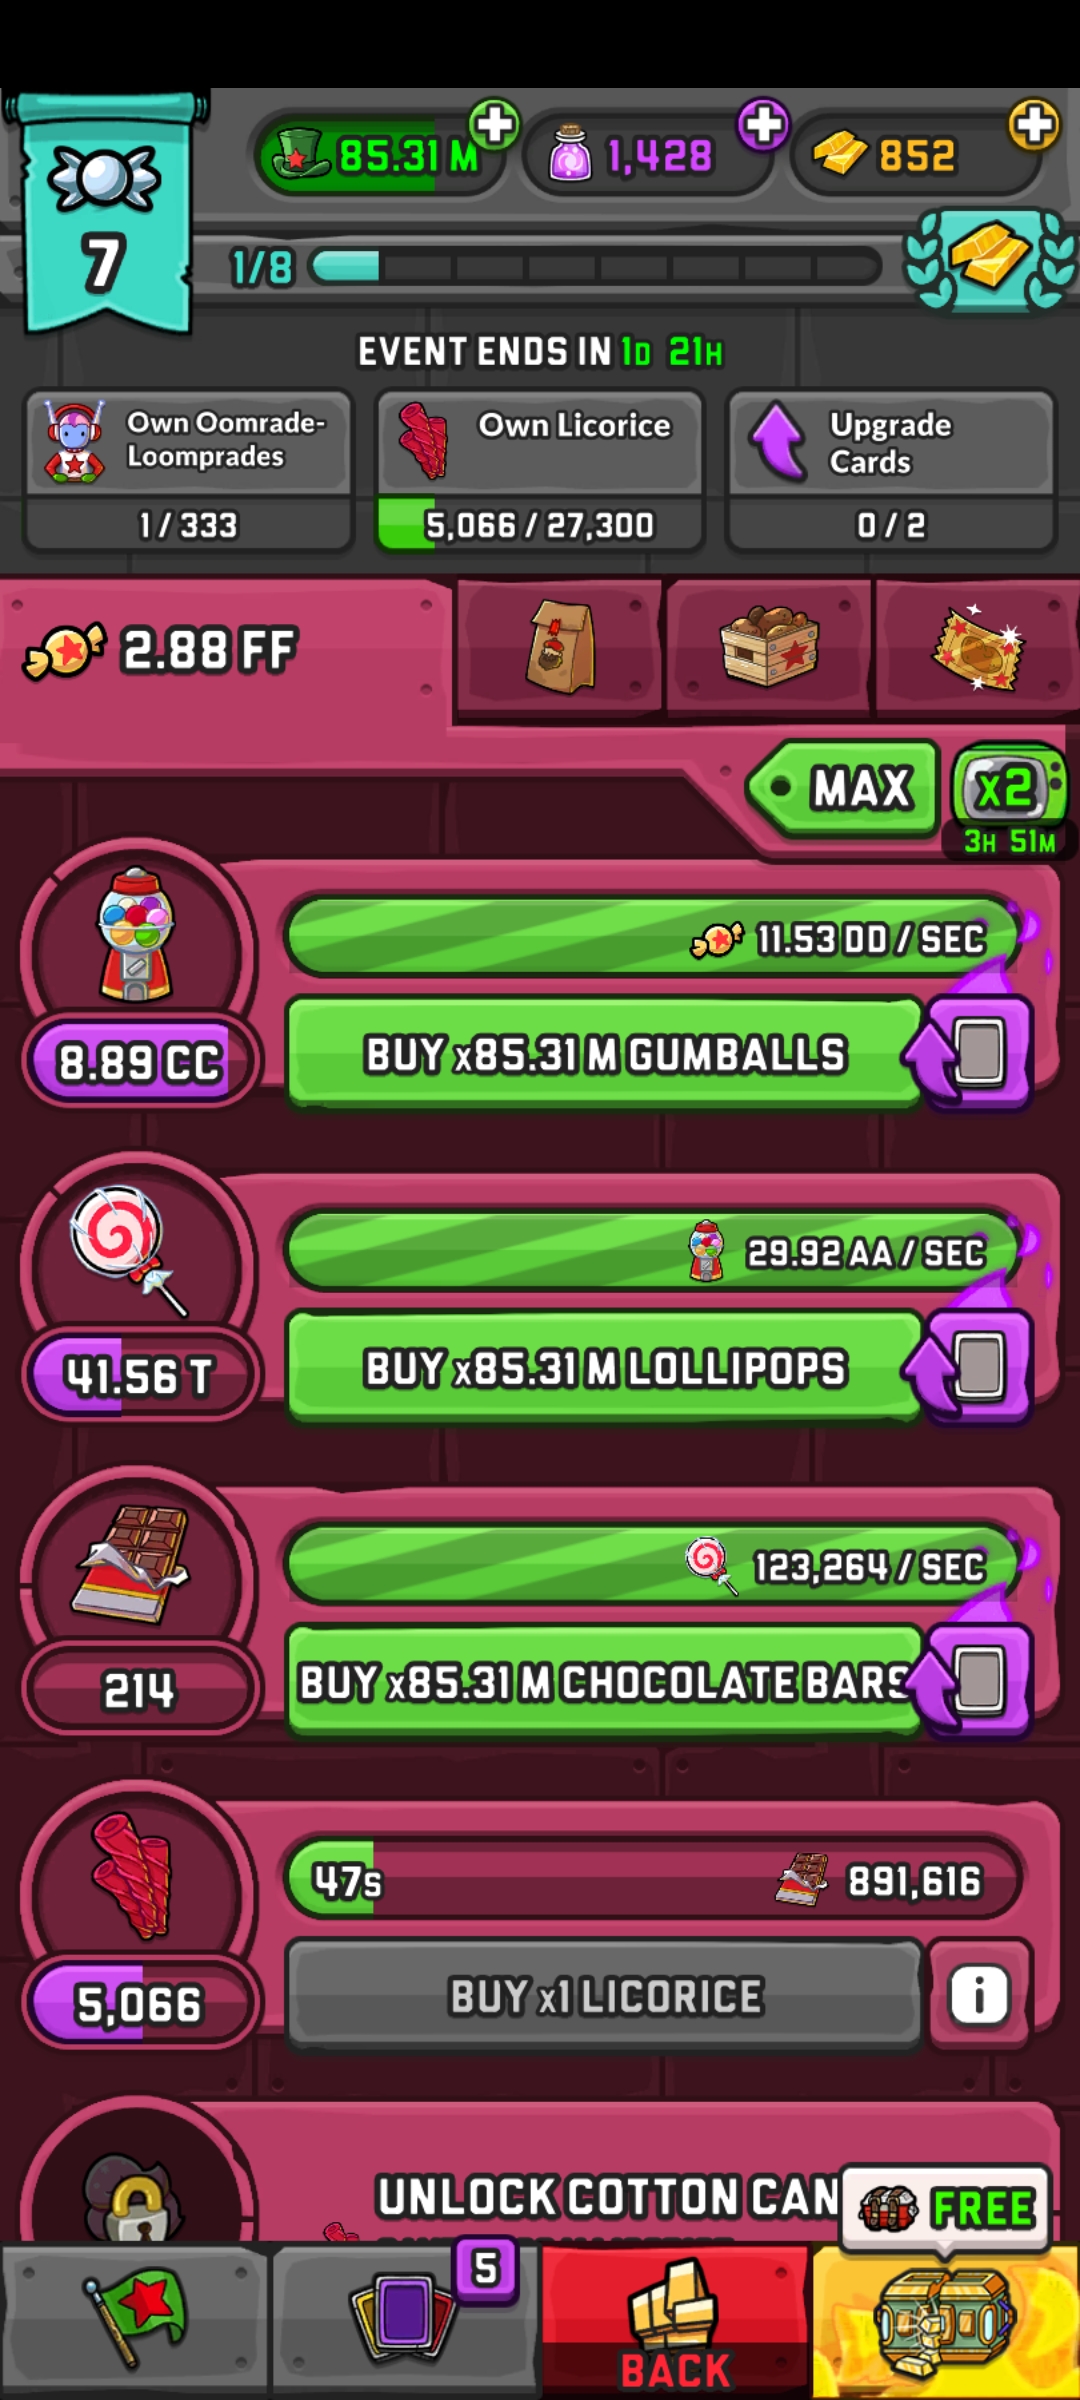 85.31 M
1,428
852
7
1/8
EVENT ENDS IN 1D 21H
Own Oomrade-
Loomprades
1 / 333
Own Licorice
5,066 / 27,300
Upgrade
Cards
0 / 2
2.88 FF
MAX
x2
3H 51M
11.53 DD / SEC
8.89 CC
BUY x85.31 M GUMBALLS
29.92 AA / SEC
41.56 T
BUY x85.31 M LOLLIPOPS
123,264 / SEC
214
BUY x85.31 M CHOCOLATE BARS
47s
891,616
5,066
BUY x1 LICORICE
i
UNLOCK COTTON CAN
FREE
5
BACK